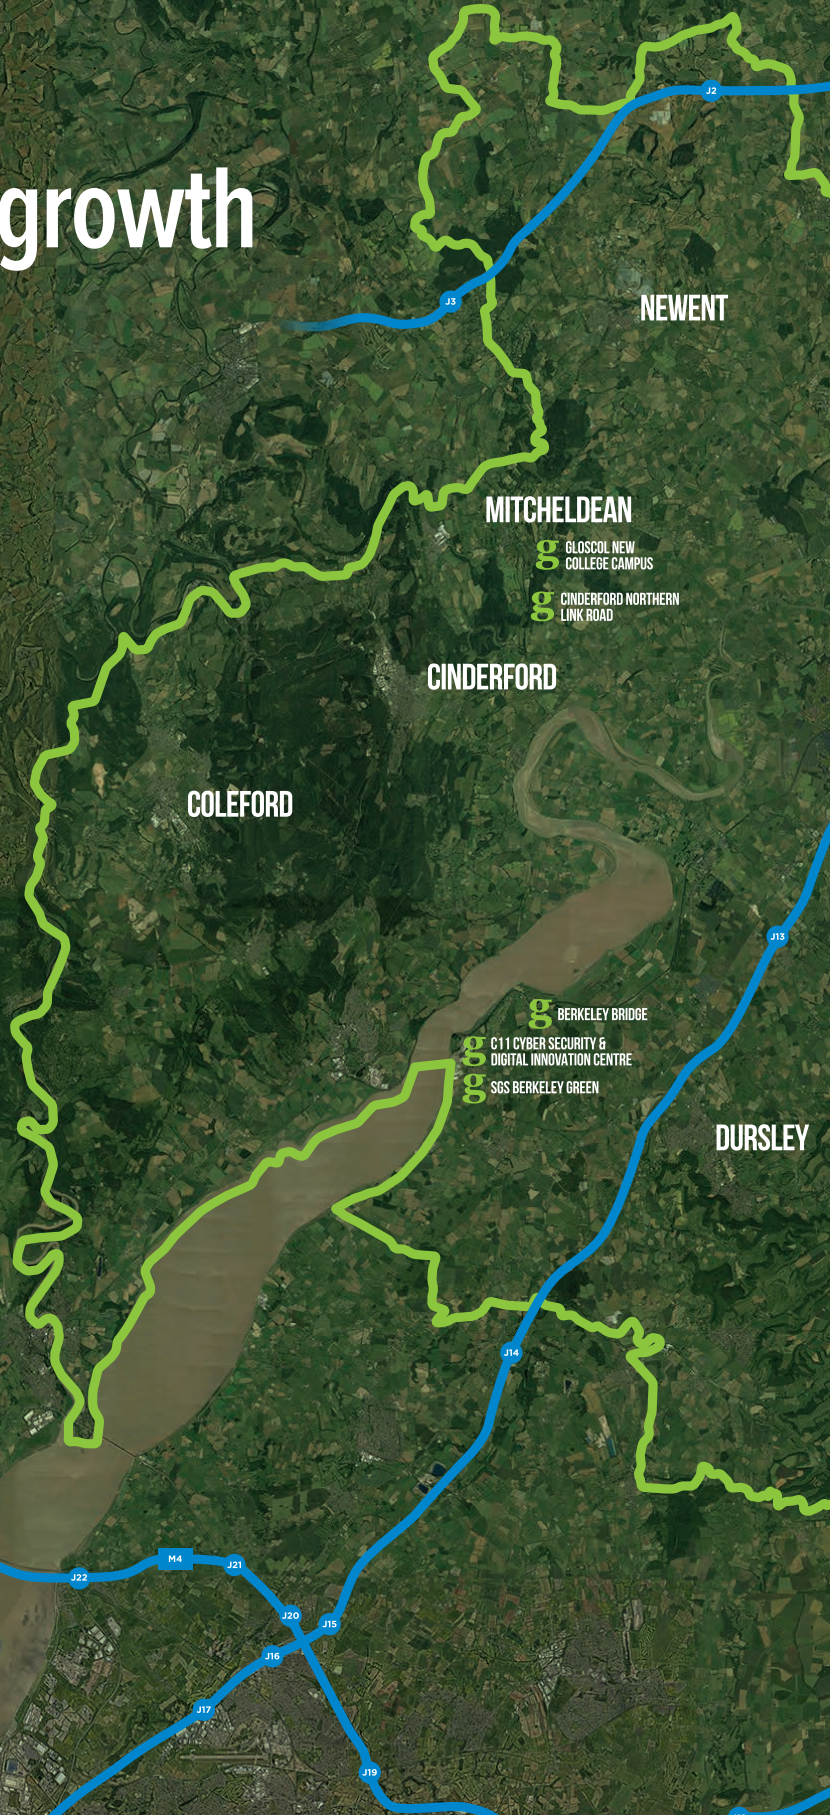 J2
growth
J3
NEWENT
MITCHELDEAN
g GLOSCOL NEW
COLLEGE CAMPUS
g CINDERFORD NORTHERN
LINK ROAD
CINDERFORD
COLEFORD
J13
g BERKELEY BRIDGE
g C11 CYBER SECURITY &
DIGITAL INNOVATION CENTRE
g SGS BERKELEY GREEN
DURSLEY
J14
M4
J21
J22
J20
J15
J16
J17
J19